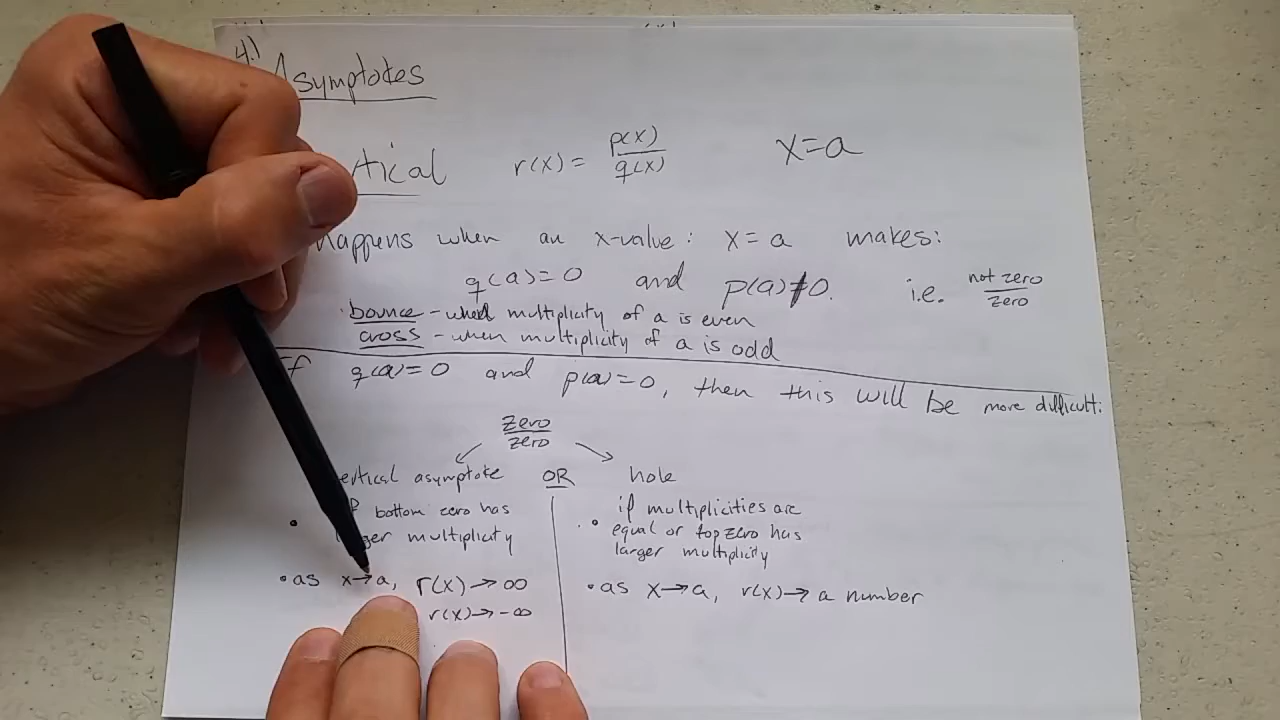 4.)
Asymptotes
tical r(x) = p(x)/q(x) x=a
Happens when an x-value: x=a makes:
q(a)=0 and p(a)≠0. i.e. not zero/zero
bounce - when multiplicity of a is even
cross - when multiplicity of a is odd
If q(a)=0 and p(a)=0, then this will be more difficult:
zero/zero
ertical asymptote OR hole
bottom zero has
ger multiplicity
• as x→a, r(x)→∞
r(x)→-∞
• if multiplicities are
equal or top zero has
larger multiplicity
• as x→a, r(x)→ a number